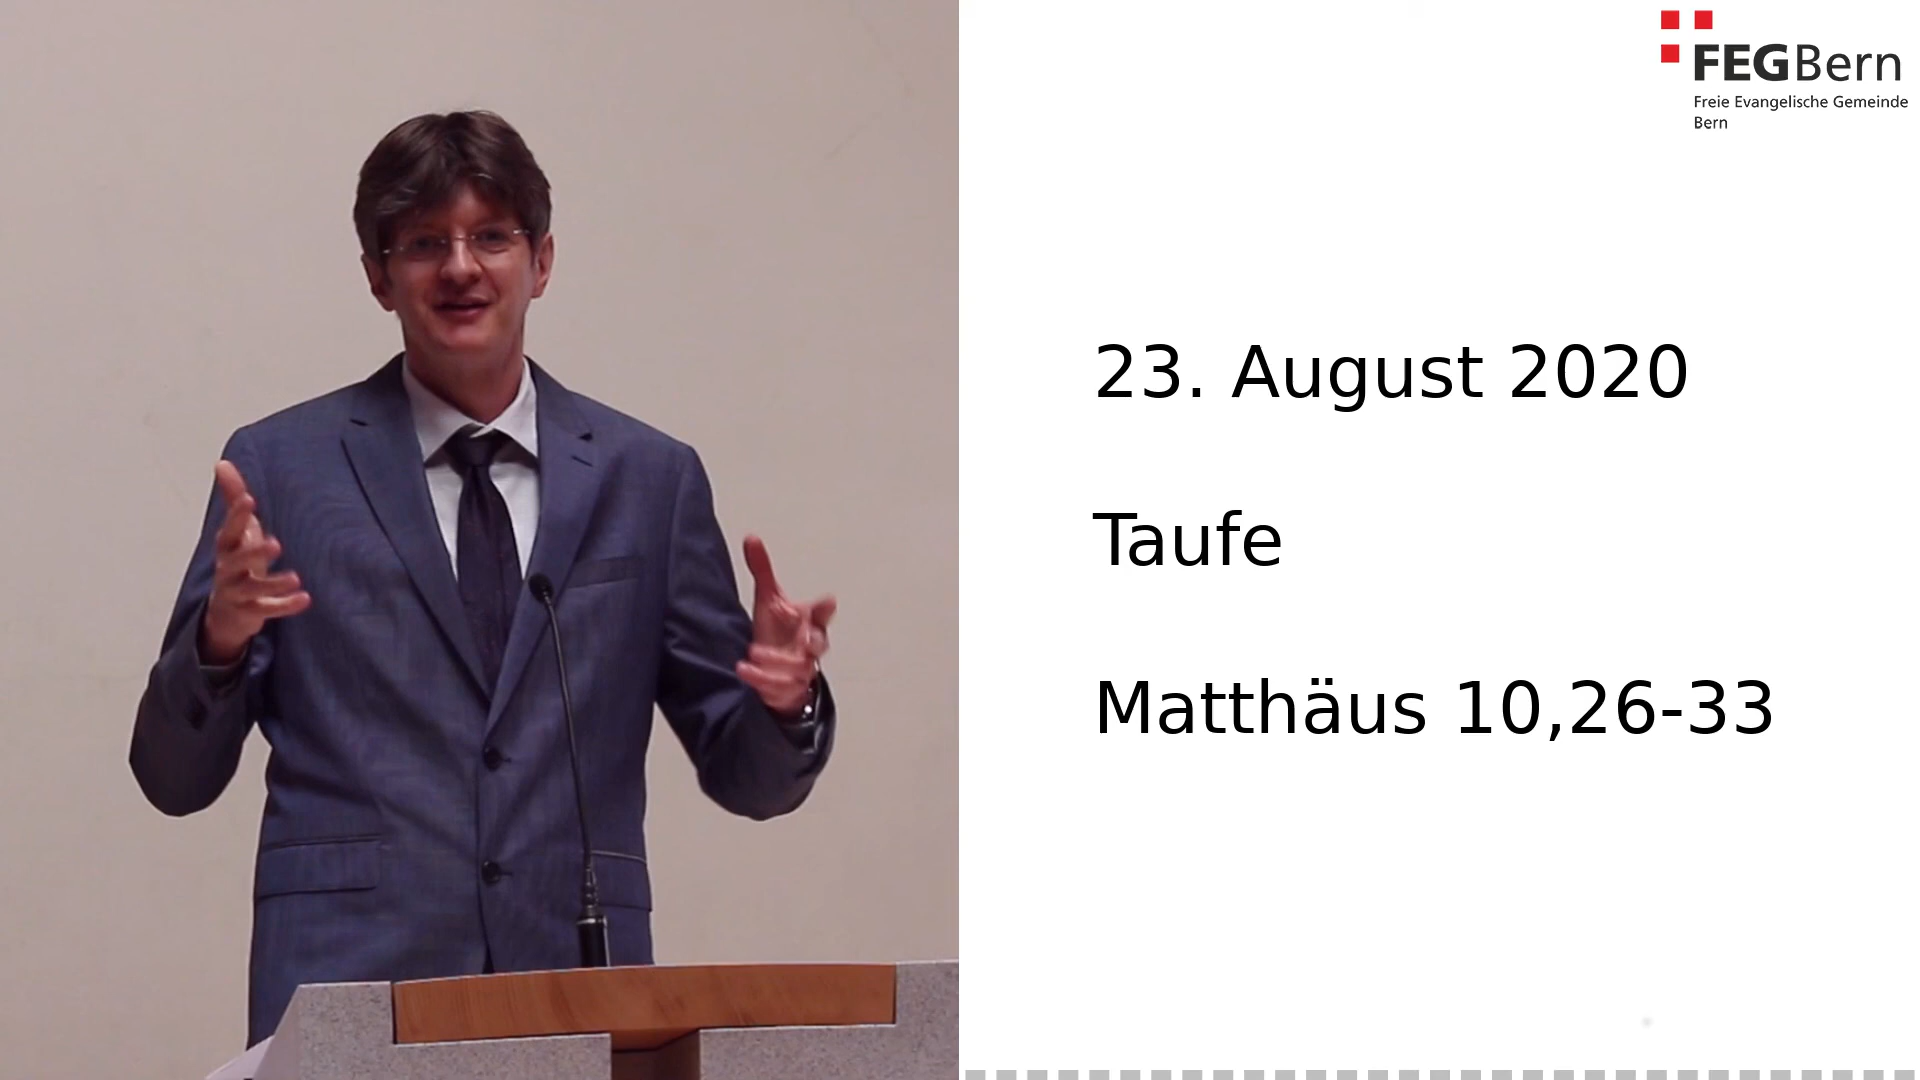 FEGBern
Freie Evangelische Gemeinde
Bern
23. August 2020
Taufe
Matthäus 10,26-33